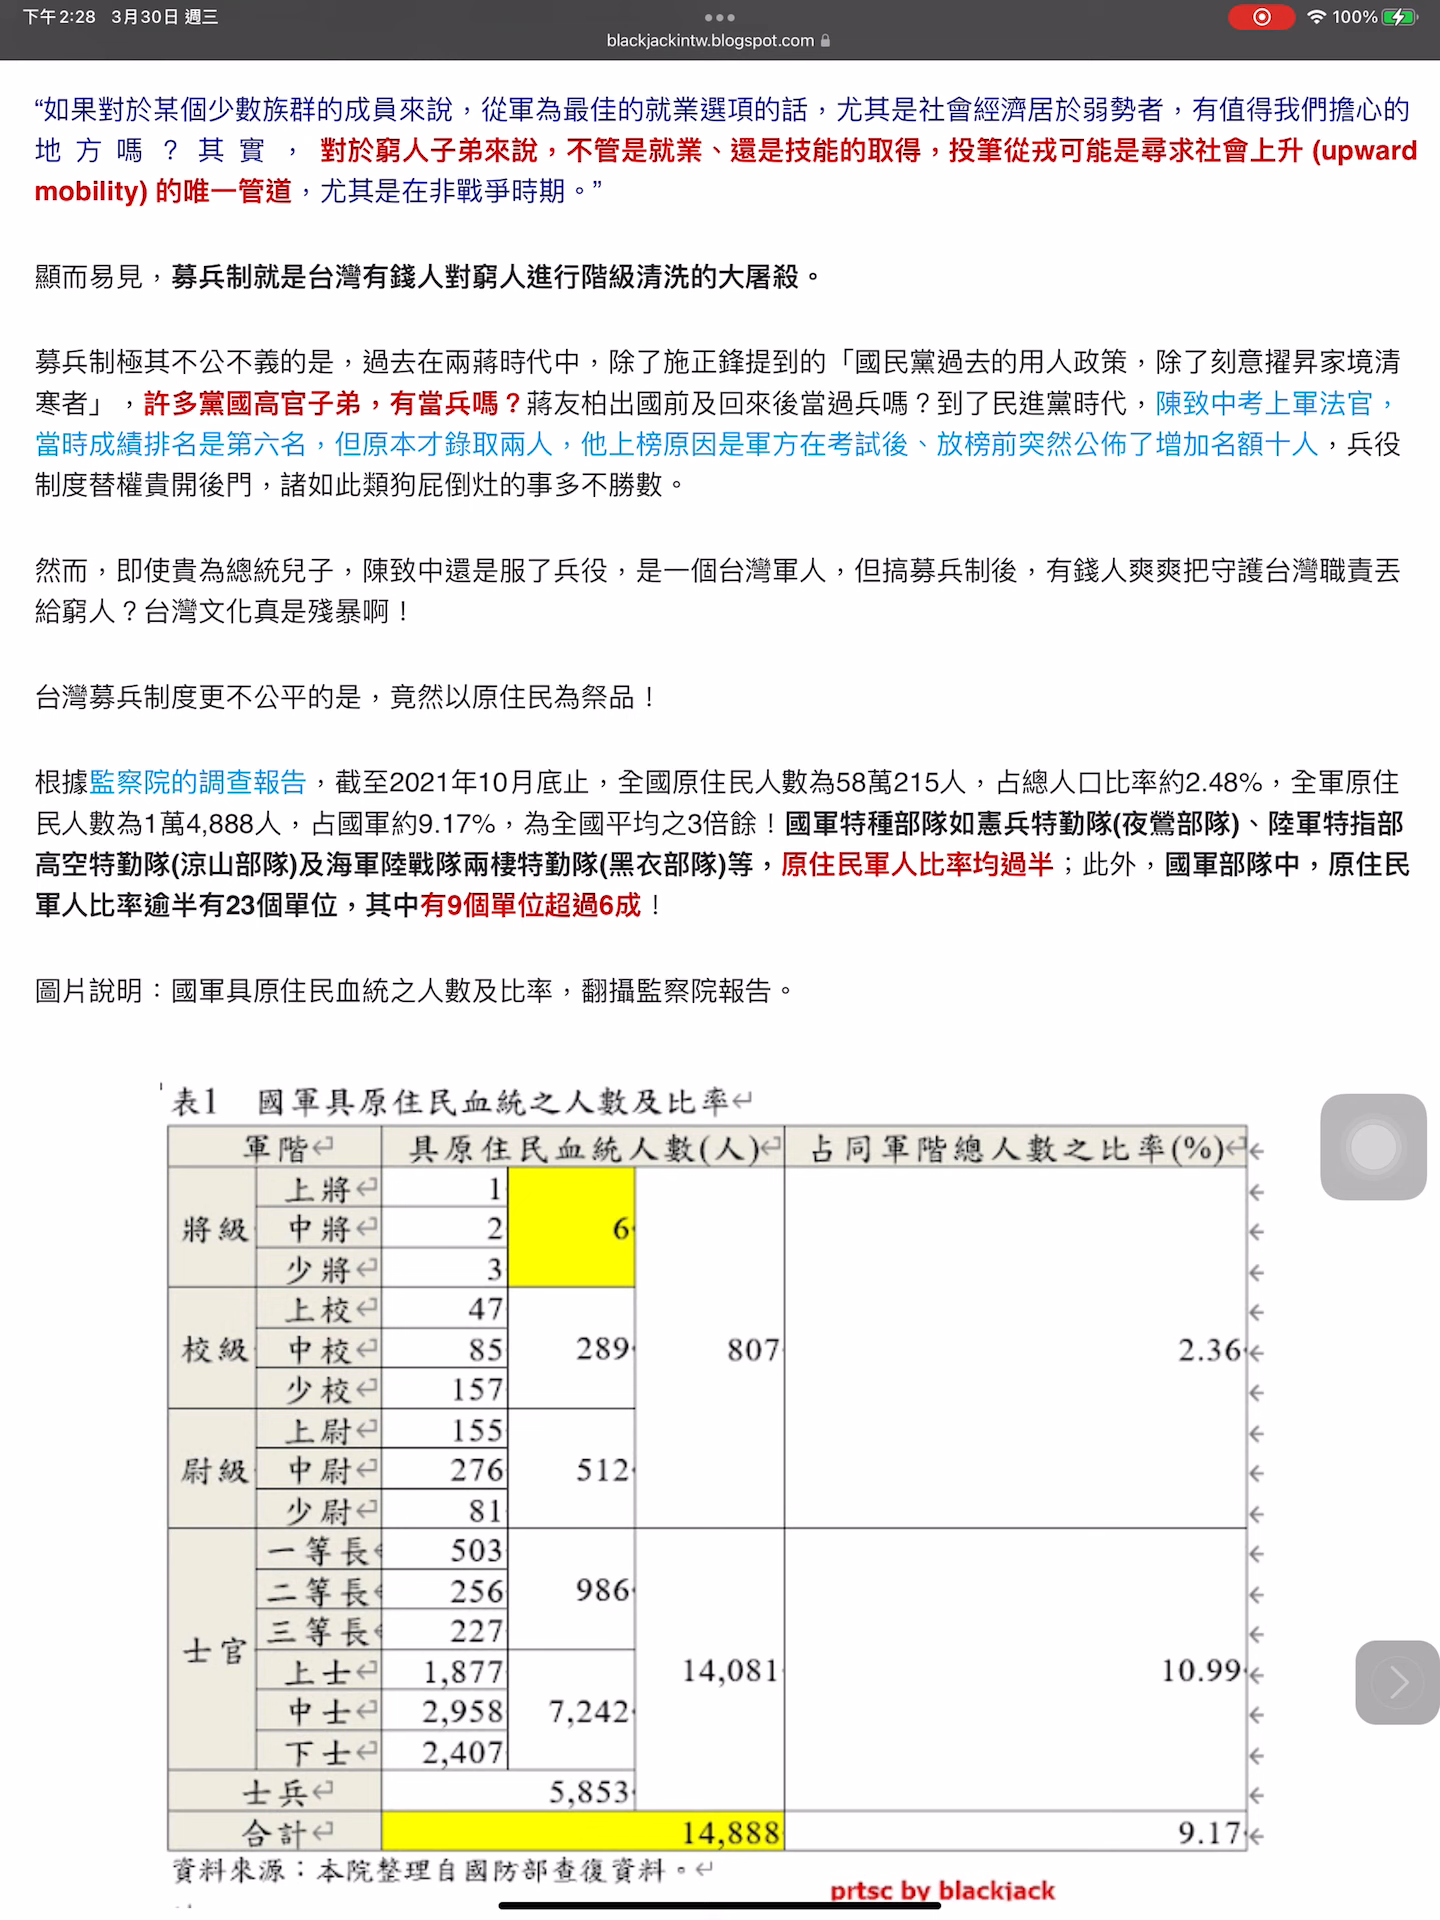 下午2:28 3月30日 週三
100%
blackjackintw.blogspot.com
“如果對於某個少數族群的成員來說，從軍為最佳的就業選項的話，尤其是社會經濟居於弱勢者，有值得我們擔心的
地方嗎？其實，對於窮人子弟來說，不管是就業、還是技能的取得，投筆從戎可能是尋求社會上升 (upward
mobility) 的唯一管道，尤其是在非戰爭時期。”
顯而易見，募兵制就是台灣有錢人對窮人進行階級清洗的大屠殺。
募兵制極其不公不義的是，過去在兩蔣時代中，除了施正鋒提到的「國民黨過去的用人政策，除了刻意擢昇家境清
寒者」，許多黨國高官子弟，有當兵嗎？蔣友柏出國前及回來後當過兵嗎？到了民進黨時代，陳致中考上軍法官，
當時成績排名是第六名，但原本才錄取兩人，他上榜原因是軍方在考試後、放榜前突然公佈了增加名額十人，兵役
制度替權貴開後門，諸如此類狗屁倒灶的事多不勝數。
然而，即使貴為總統兒子，陳致中還是服了兵役，是一個台灣軍人，但搞募兵制後，有錢人爽爽把守護台灣職責丟
給窮人？台灣文化真是殘暴啊！
台灣募兵制度更不公平的是，竟然以原住民為祭品！
根據監察院的調查報告，截至2021年10月底止，全國原住民人數為58萬215人，占總人口比率約2.48%，全軍原住
民人數為1萬4,888人，占國軍約9.17%，為全國平均之3倍餘！國軍特種部隊如憲兵特勤隊(夜鶯部隊)、陸軍特指部
高空特勤隊(涼山部隊)及海軍陸戰隊兩棲特勤隊(黑衣部隊)等，原住民軍人比率均過半；此外，國軍部隊中，原住民
軍人比率逾半有23個單位，其中有9個單位超過6成！
圖片說明：國軍具原住民血統之人數及比率，翻攝監察院報告。
表1 國軍具原住民血統之人數及比率
軍階 具原住民血統人數(人) 占同軍階總人數之比率(%)
將級 上將 1
中將 2 6
少將 3
上校 47
校級 中校 85 289 807 2.36
少校 157
上尉 155
尉級 中尉 276 512
少尉 81
一等長 503
二等長 256 986
三等長 227
士官 上士 1,877 14,081 10.99
中士 2,958 7,242
下士 2,407
士兵 5,853
合計 14,888 9.17
資料來源：本院整理自國防部查復資料。
prtsc by blackjack